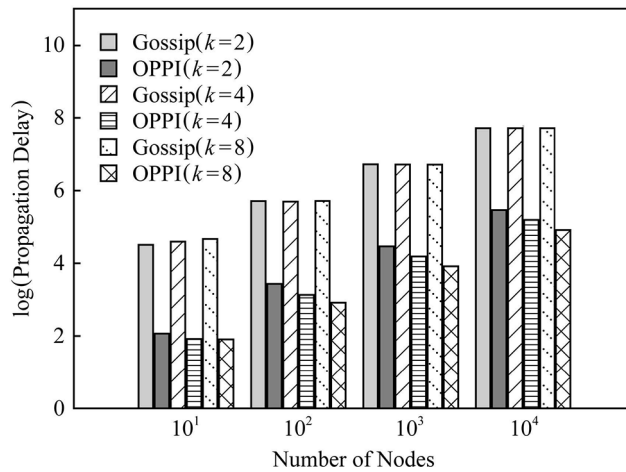 10
8
6
4
2
0
log(Propagation Delay)
Gossip(k=2)
OPPI(k=2)
Gossip(k=4)
OPPI(k=4)
Gossip(k=8)
OPPI(k=8)
10¹ 10² 10³ 10⁴
Number of Nodes